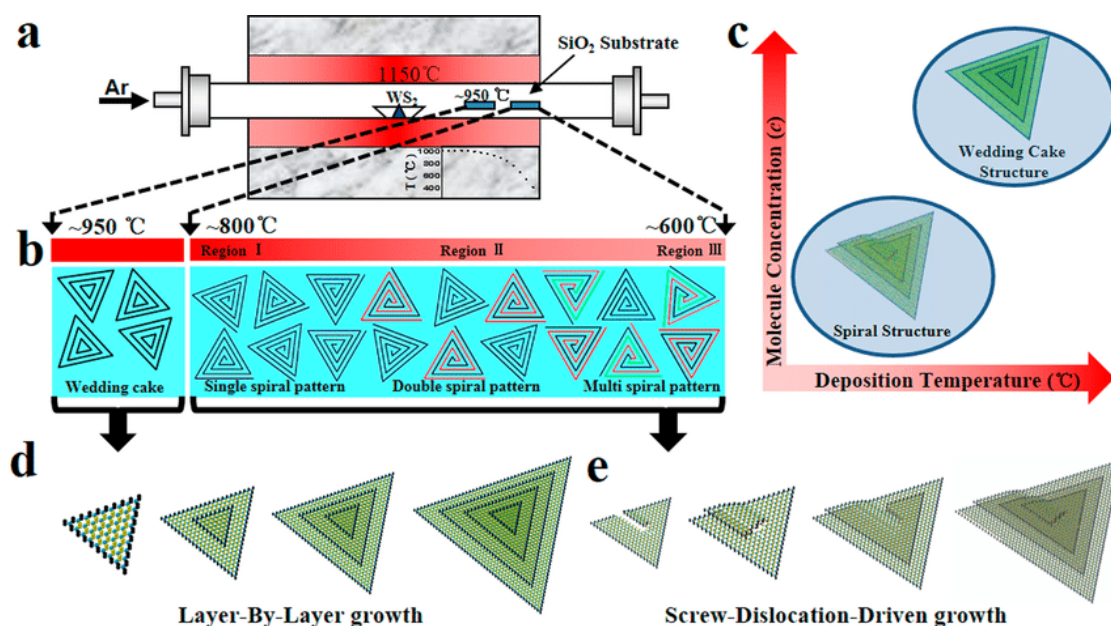 a
SiO₂ Substrate
1150℃
Ar
WS₂
~950 ℃
T (℃)
1000
800
600
400
b
~950 ℃
~800℃
~600℃
Region Ⅰ
Region Ⅱ
Region Ⅲ
Wedding cake
Single spiral pattern
Double spiral pattern
Multi spiral pattern
c
Molecule Concentration (c)
Wedding Cake
Structure
Spiral Structure
Deposition Temperature (℃)
d
Layer-By-Layer growth
e
Screw-Dislocation-Driven growth